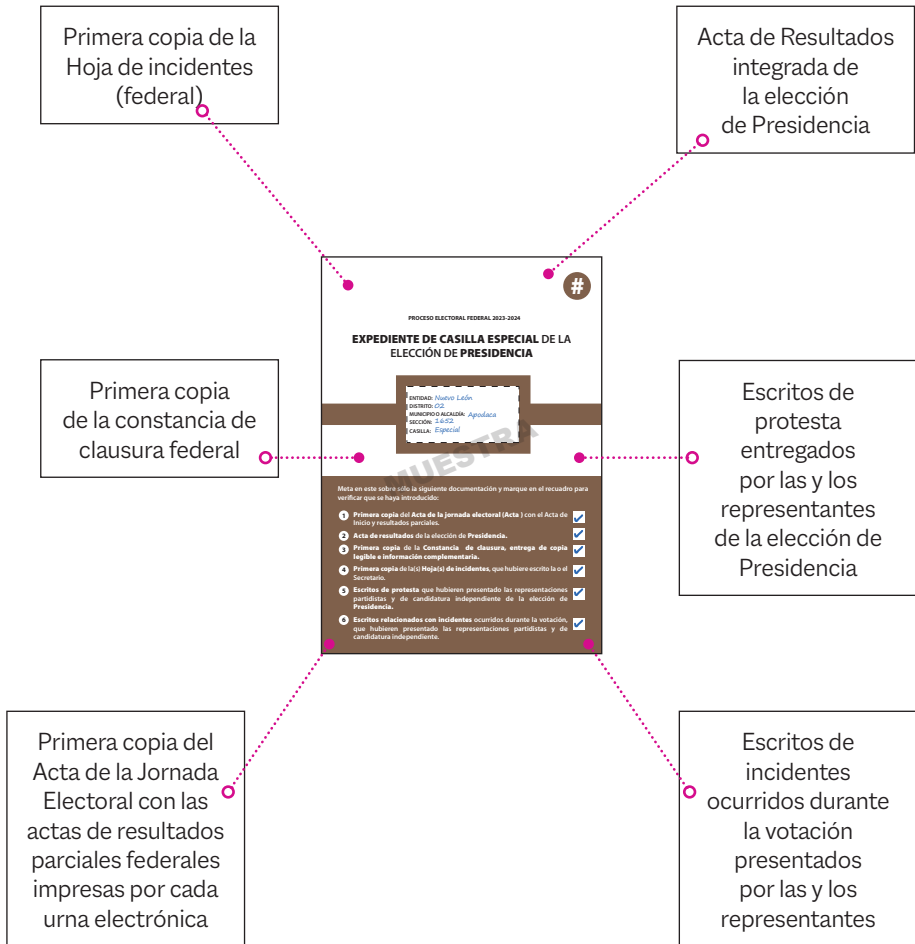 Primera copia de la
Hoja de incidentes
(federal)
Acta de Resultados
integrada de
la elección
de Presidencia
#
PROCESO ELECTORAL FEDERAL 2023-2024
EXPEDIENTE DE CASILLA ESPECIAL DE LA
ELECCIÓN DE PRESIDENCIA
Primera copia
de la constancia de
clausura federal
ENTIDAD: Nuevo León
DISTRITO: 02
MUNICIPIO O ALCALDÍA: Apodaca
SECCIÓN: 1652
CASILLA: Especial
MUESTRA
Escritos de
protesta
entregados
por las y los
representantes
de la elección de
Presidencia
Meta en este sobre sólo la siguiente documentación y marque en el recuadro para
verificar que se haya introducido:
1 Primera copia del Acta de la jornada electoral (Acta ) con el Acta de
Inicio y resultados parciales.
2 Acta de resultados de la elección de Presidencia.
3 Primera copia de la Constancia de clausura, entrega de copia
legible e información complementaria.
4 Primera copia de la(s) Hoja(s) de incidentes, que hubiere escrito la o el
Secretario.
5 Escritos de protesta que hubieren presentado las representaciones
partidistas y de candidatura independiente de la elección de
Presidencia.
6 Escritos relacionados con incidentes ocurridos durante la votación,
que hubieren presentado las representaciones partidistas y de
candidatura independiente.
Primera copia del
Acta de la Jornada
Electoral con las
actas de resultados
parciales federales
impresas por cada
urna electrónica
Escritos de
incidentes
ocurridos durante
la votación
presentados
por las y los
representantes